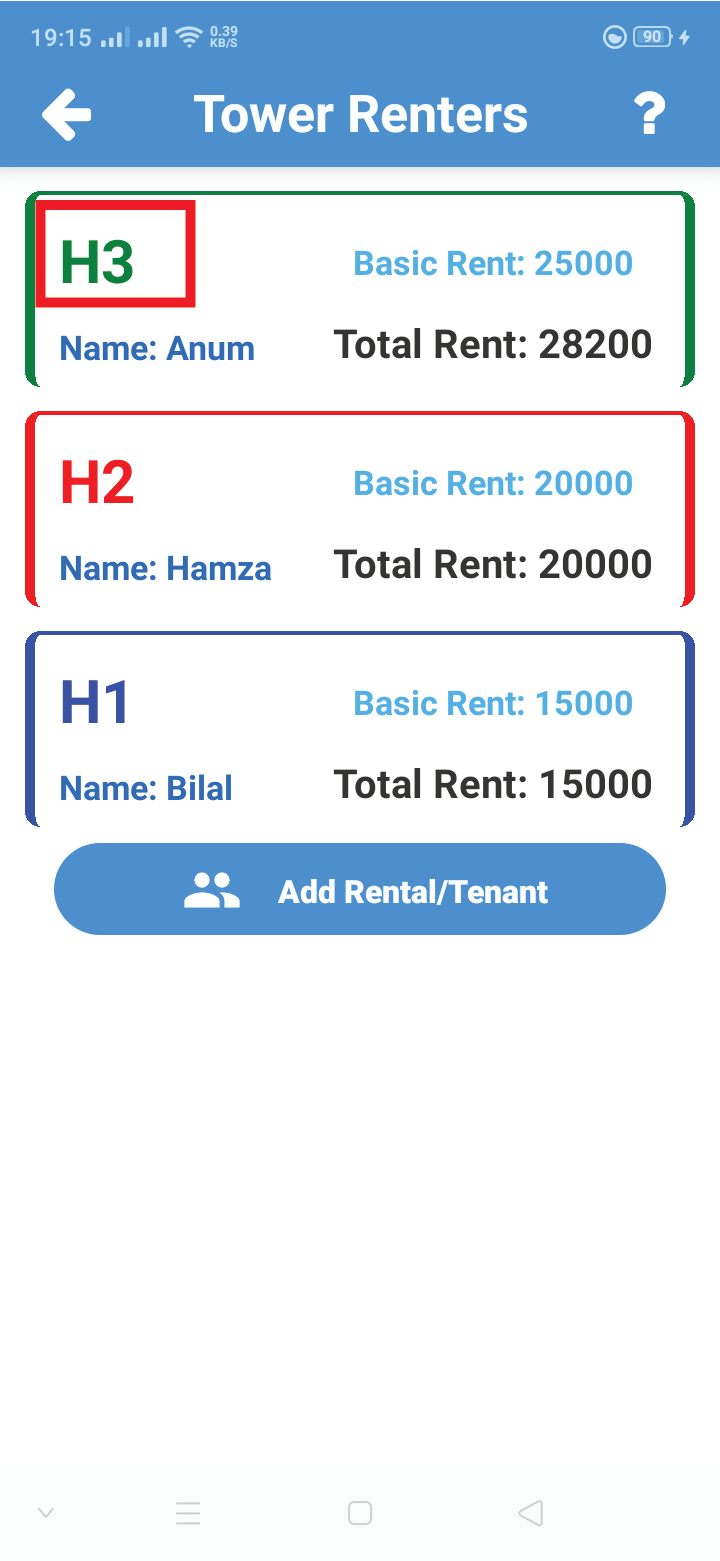 19:15 0.39 KB/S 90
Tower Renters ?
H3
Basic Rent: 25000
Name: Anum
Total Rent: 28200
H2
Basic Rent: 20000
Name: Hamza
Total Rent: 20000
H1
Basic Rent: 15000
Name: Bilal
Total Rent: 15000
Add Rental/Tenant